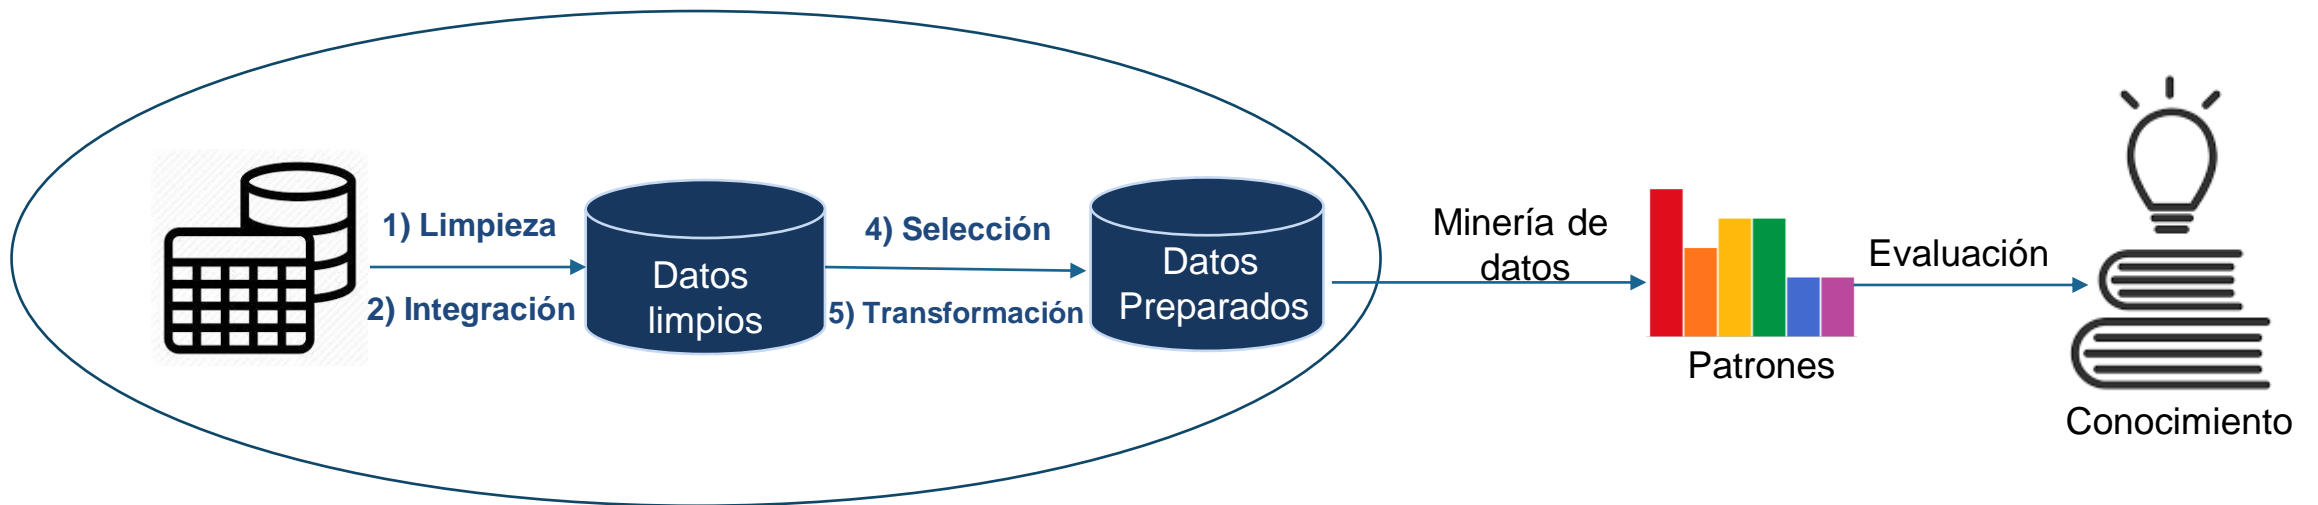 1) Limpieza
2) Integración
Datos
limpios
4) Selección
5) Transformación
Datos
Preparados
Minería de
datos
Patrones
Evaluación
Conocimiento